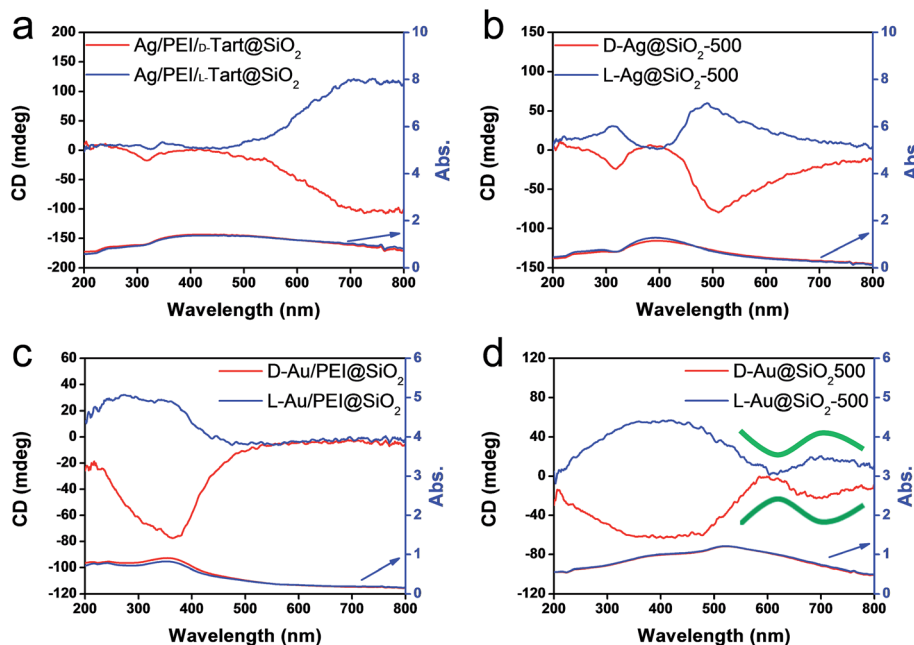 a
Ag/PEI/D-Tart@SiO2
Ag/PEI/L-Tart@SiO2
200
150
100
50
0
-50
-100
-150
-200
CD (mdeg)
10
8
6
4
2
0
Abs.
200 300 400 500 600 700 800
Wavelength (nm)
b
D-Ag@SiO2-500
L-Ag@SiO2-500
150
100
50
0
-50
-100
-150
CD (mdeg)
10
8
6
4
2
0
Abs.
200 300 400 500 600 700 800
Wavelength (nm)
c
D-Au/PEI@SiO2
L-Au/PEI@SiO2
60
40
20
0
-20
-40
-60
-80
-100
-120
CD (mdeg)
6
5
4
3
2
1
0
Abs.
200 300 400 500 600 700 800
Wavelength (nm)
d
D-Au@SiO2500
L-Au@SiO2-500
120
80
40
0
-40
-80
-120
CD (mdeg)
6
5
4
3
2
1
0
Abs.
200 300 400 500 600 700 800
Wavelength (nm)